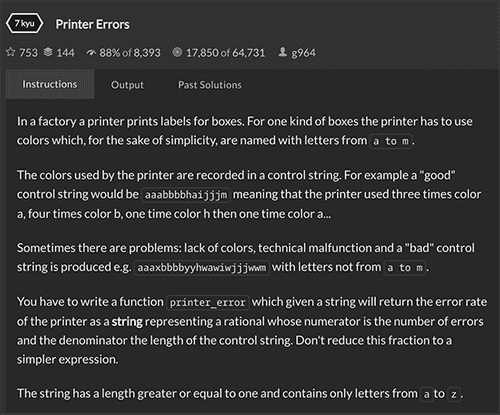 7 kyu Printer Errors
753 144 88% of 8,393 17,850 of 64,731 g964
Instructions Output Past Solutions
In a factory a printer prints labels for boxes. For one kind of boxes the printer has to use
colors which, for the sake of simplicity, are named with letters from a to m .
The colors used by the printer are recorded in a control string. For example a "good"
control string would be aaabbbbhaijjjm meaning that the printer used three times color
a, four times color b, one time color h then one time color a...
Sometimes there are problems: lack of colors, technical malfunction and a "bad" control
string is produced e.g. aaaxbbbbyyhwawiwjjjwwm with letters not from a to m .
You have to write a function printer_error which given a string will return the error rate
of the printer as a string representing a rational whose numerator is the number of errors
and the denominator the length of the control string. Don't reduce this fraction to a
simpler expression.
The string has a length greater or equal to one and contains only letters from a to z .